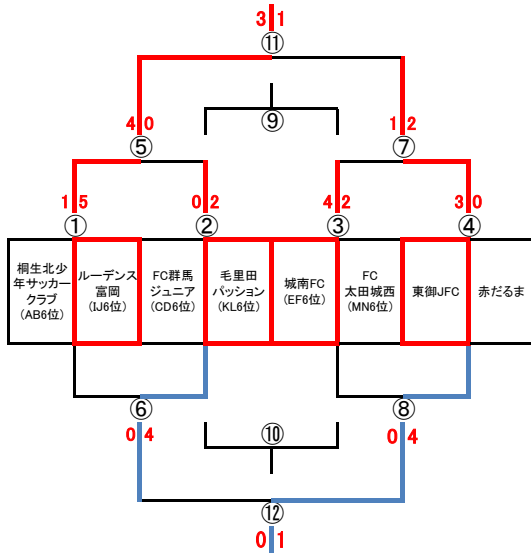 3 1
⑪
⑨
4 0
1 2
⑤
⑦
1 5
0 2
4 2
3 0
①
②
③
④
桐生北少
年サッカー
クラブ
(AB6位)
ルーデンス
富岡
(IJ6位)
FC群馬
ジュニア
(CD6位)
毛里田
パッション
(KL6位)
城南FC
(EF6位)
FC
太田城西
(MN6位)
東御JFC
赤だるま
⑥
⑧
0 4
⑩
0 4
⑫
0 1